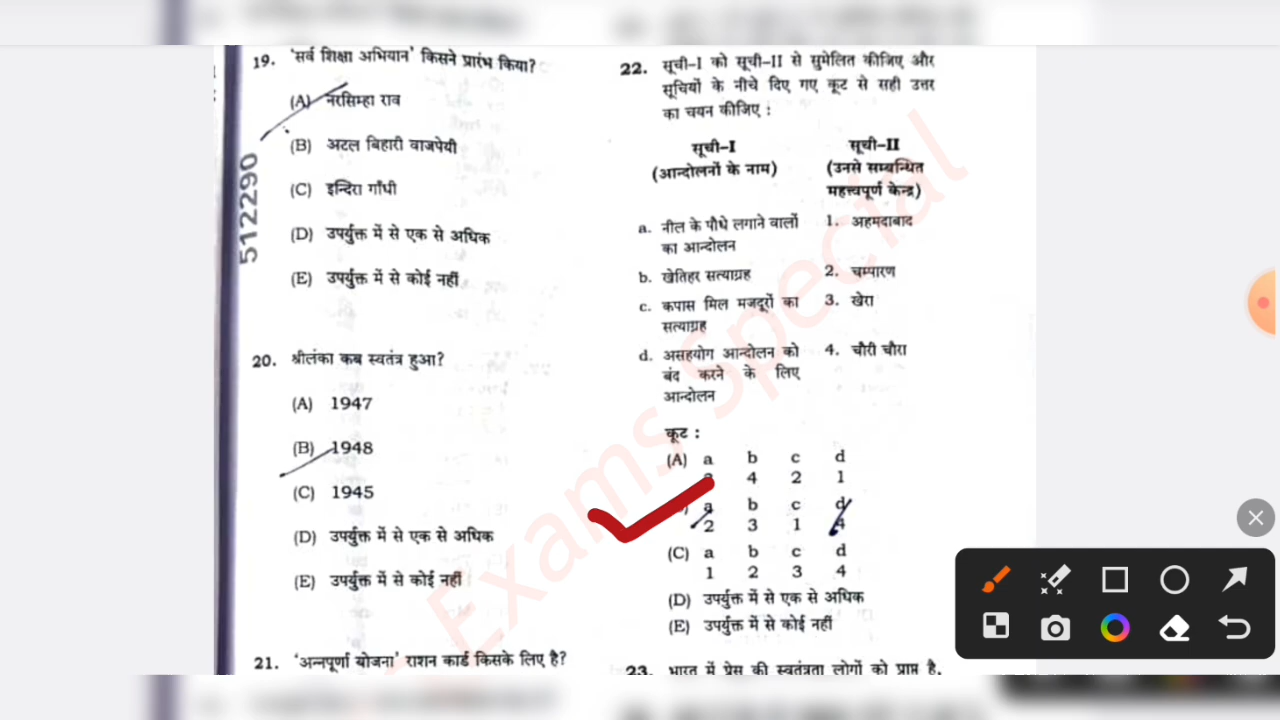 19. 'सर्व शिक्षा अभियान' किसने प्रारंभ किया?
(A) नरसिम्हा राव
(B) अटल बिहारी वाजपेयी
(C) इन्दिरा गाँधी
(D) उपर्युक्त में से एक से अधिक
(E) उपर्युक्त में से कोई नहीं
512290
20. श्रीलंका कब स्वतंत्र हुआ?
(A) 1947
(B) 1948
(C) 1945
(D) उपर्युक्त में से एक से अधिक
(E) उपर्युक्त में से कोई नहीं
21. 'अन्नपूर्णा योजना' राशन कार्ड किसके लिए है?
22. सूची-I को सूची-II से सुमेलित कीजिए और
सूचियों के नीचे दिए गए कूट से सही उत्तर
का चयन कीजिए :
सूची-I सूची-II
(आन्दोलनों के नाम) (उनसे सम्बन्धित
महत्त्वपूर्ण केन्द्र)
a. नील के पौधे लगाने वालों 1. अहमदाबाद
का आन्दोलन
b. खेतिहर सत्याग्रह 2. चम्पारण
c. कपास मिल मजदूरों का 3. खेरा
सत्याग्रह
d. असहयोग आन्दोलन को 4. चौरी चौरा
बंद करने के लिए
आन्दोलन
कूट :
(A) a b c d
4 2 1
a b c d
2 3 1 4
(C) a b c d
1 2 3 4
(D) उपर्युक्त में से एक से अधिक
(E) उपर्युक्त में से कोई नहीं
23. भारत में प्रेस की स्वतंत्रता लोगों को प्राप्त है,
Exams Special